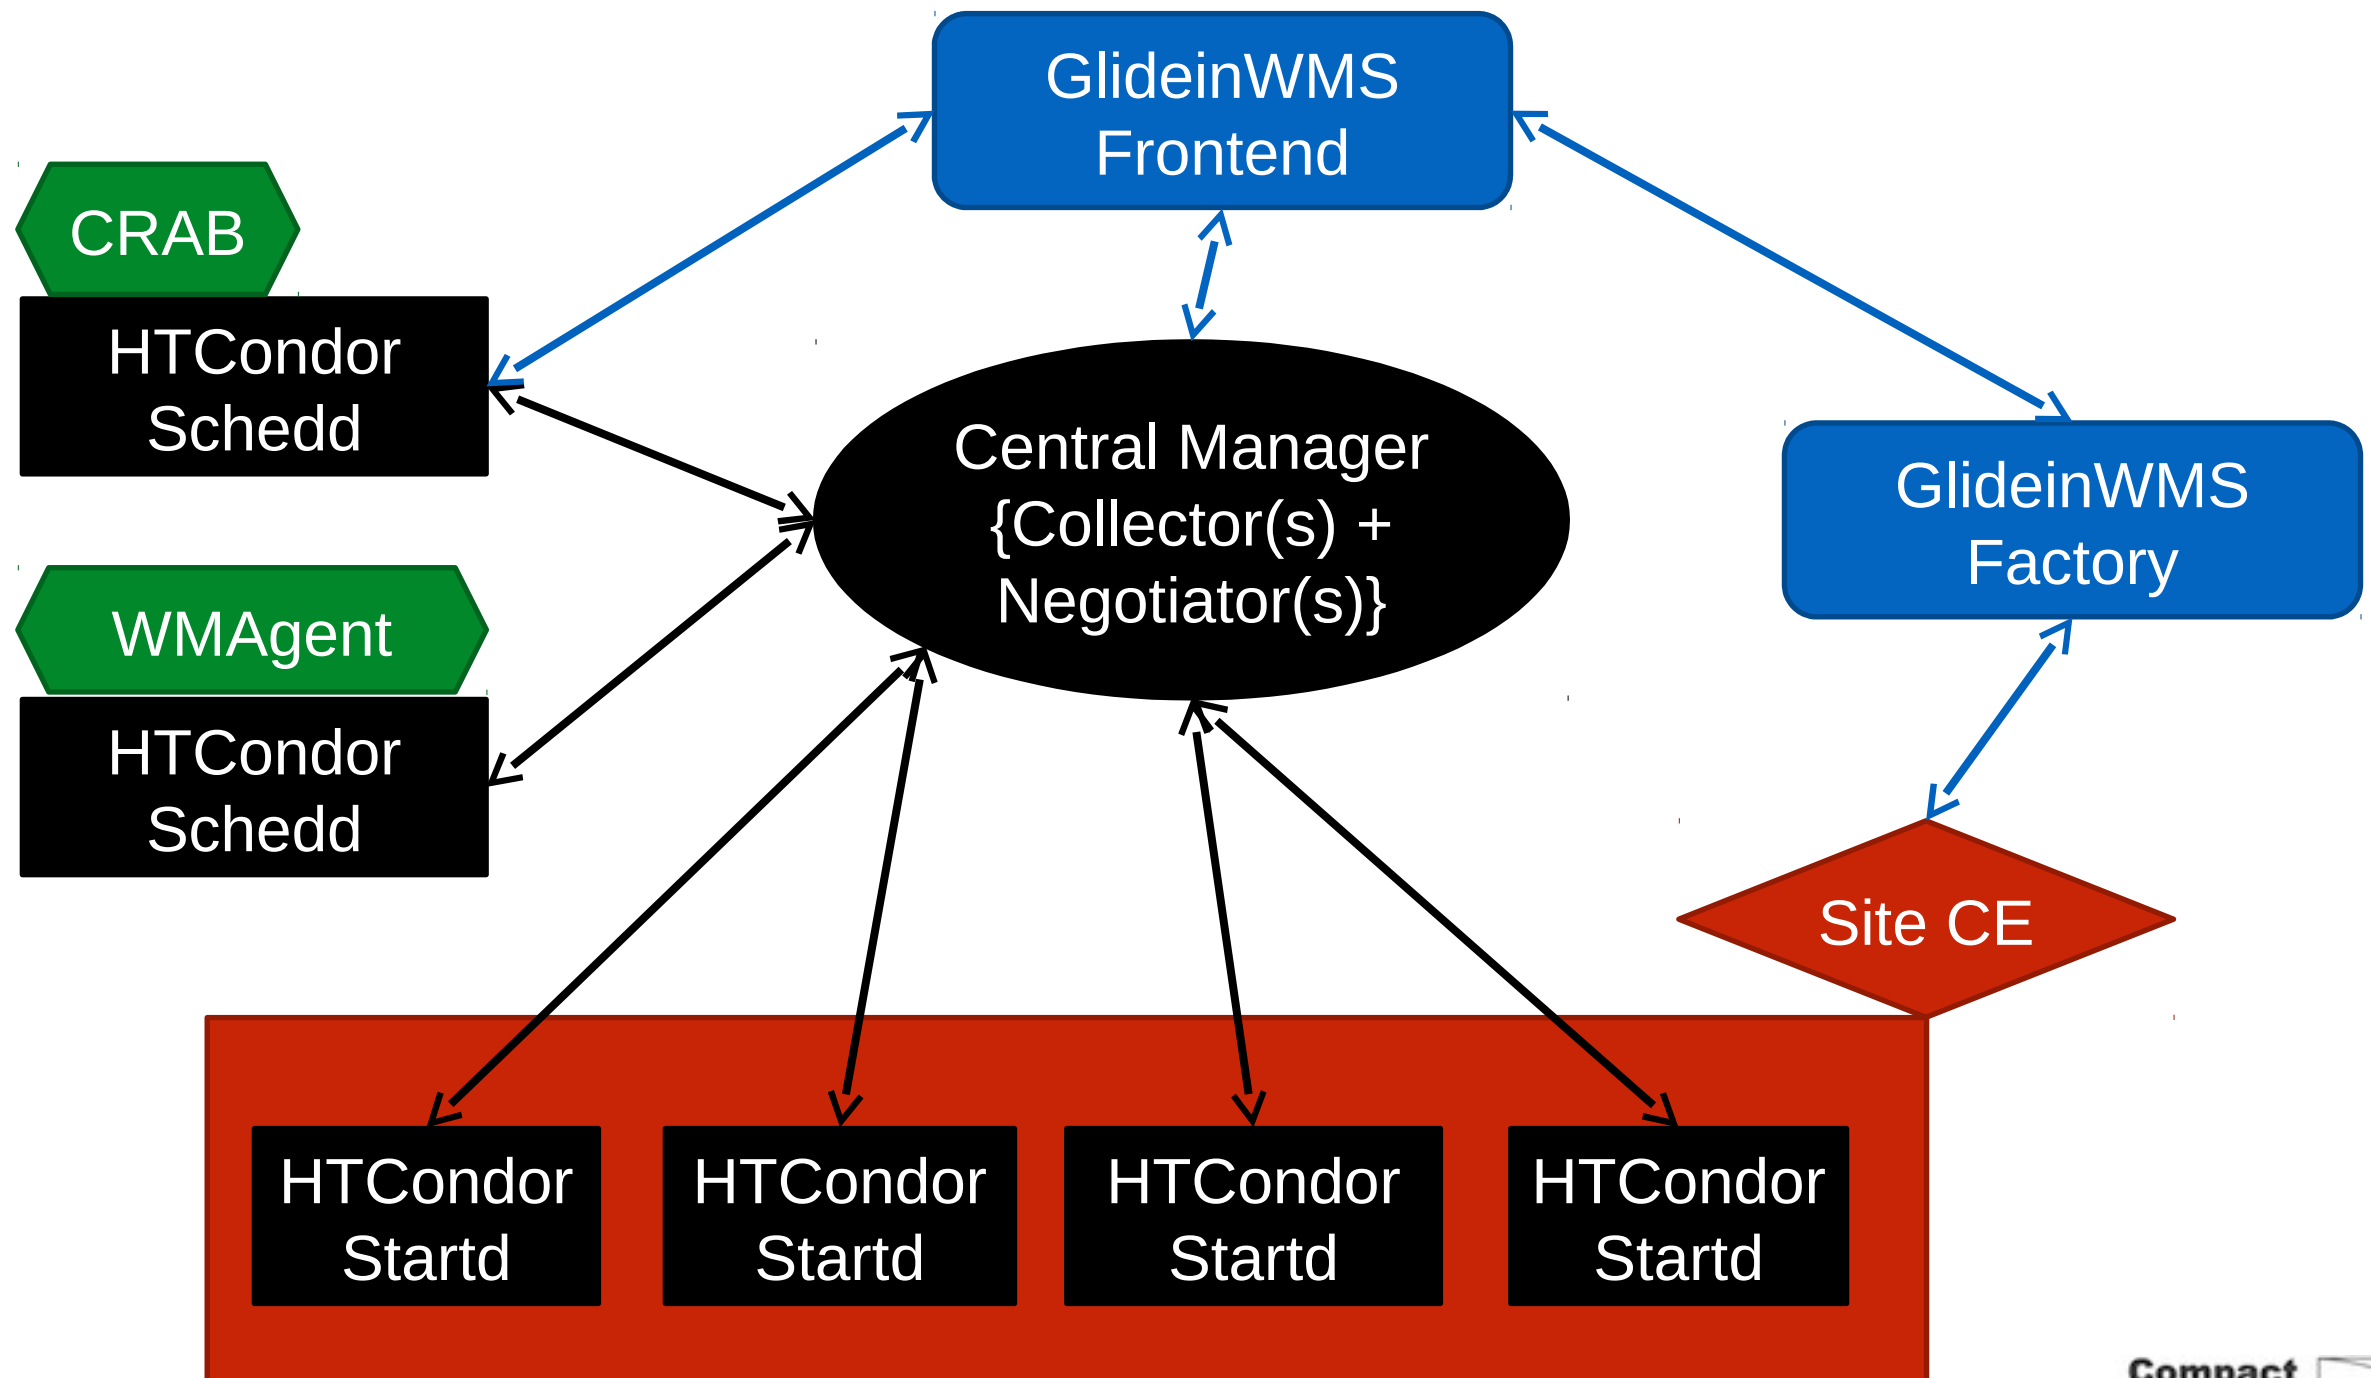 GlideinWMS
Frontend
CRAB
HTCondor
Schedd
Central Manager
{Collector(s) +
Negotiator(s)}
GlideinWMS
Factory
WMAgent
HTCondor
Schedd
Site CE
HTCondor
Startd
HTCondor
Startd
HTCondor
Startd
HTCondor
Startd
Compact